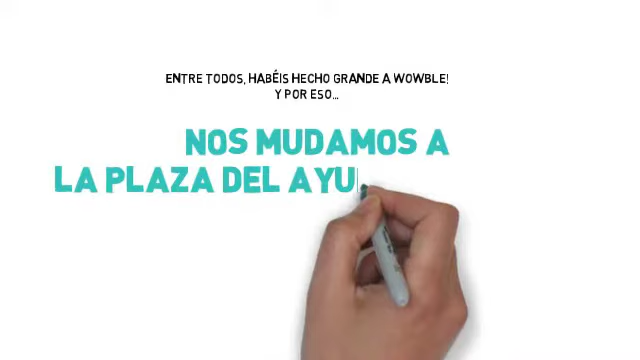 ENTRE TODOS, HABÉIS HECHO GRANDE A WOWBLE!
Y POR ESO...
NOS MUDAMOS A
LA PLAZA DEL AYU